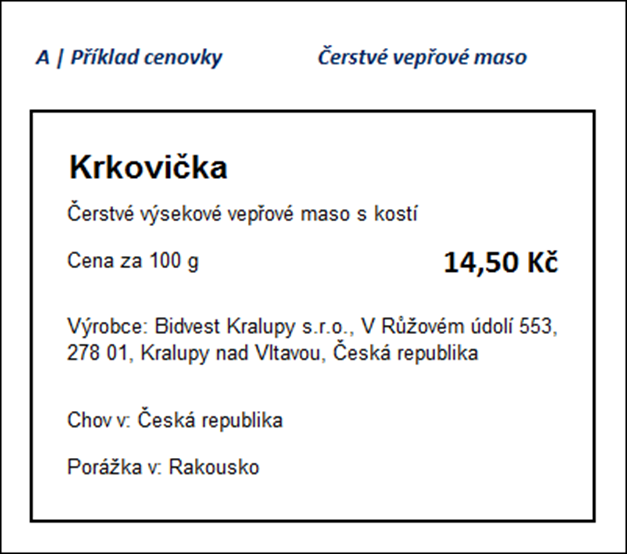 A | Příklad cenovky Čerstvé vepřové maso
Krkovička
Čerstvé výsekové vepřové maso s kostí
Cena za 100 g 14,50 Kč
Výrobce: Bidvest Kralupy s.r.o., V Růžovém údolí 553,
278 01, Kralupy nad Vltavou, Česká republika
Chov v: Česká republika
Porážka v: Rakousko